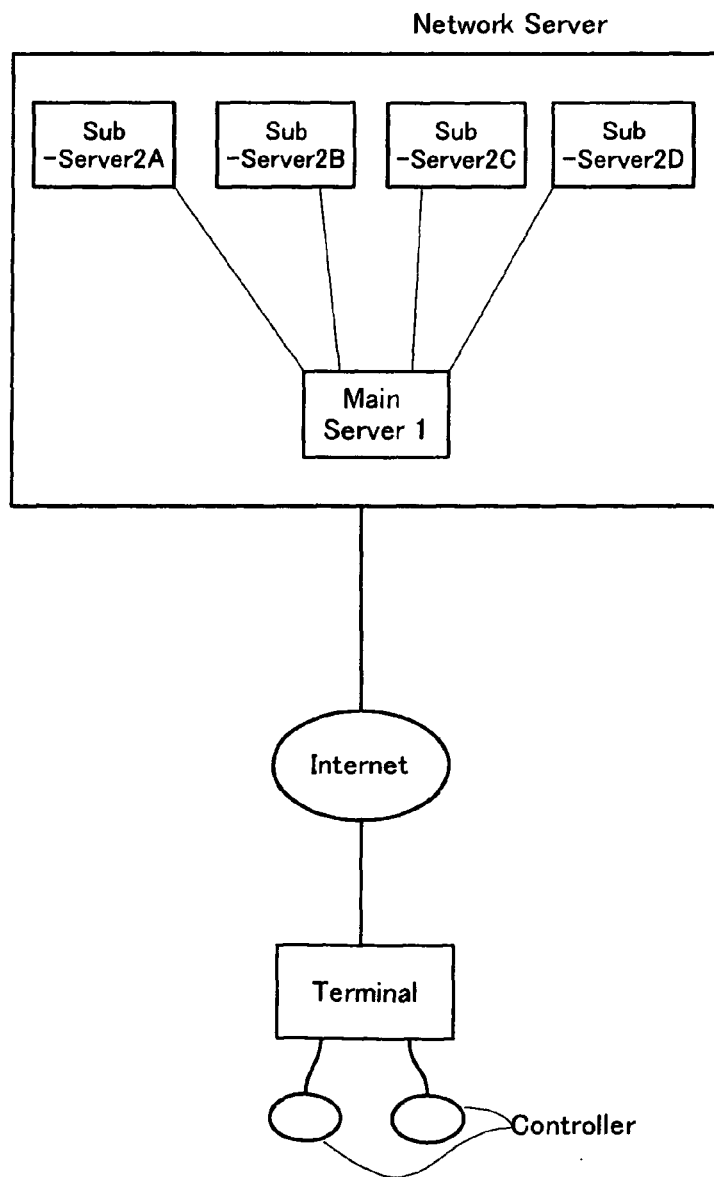 Network Server
Sub
-Server2A
Sub
-Server2B
Sub
-Server2C
Sub
-Server2D
Main
Server 1
Internet
Terminal
Controller